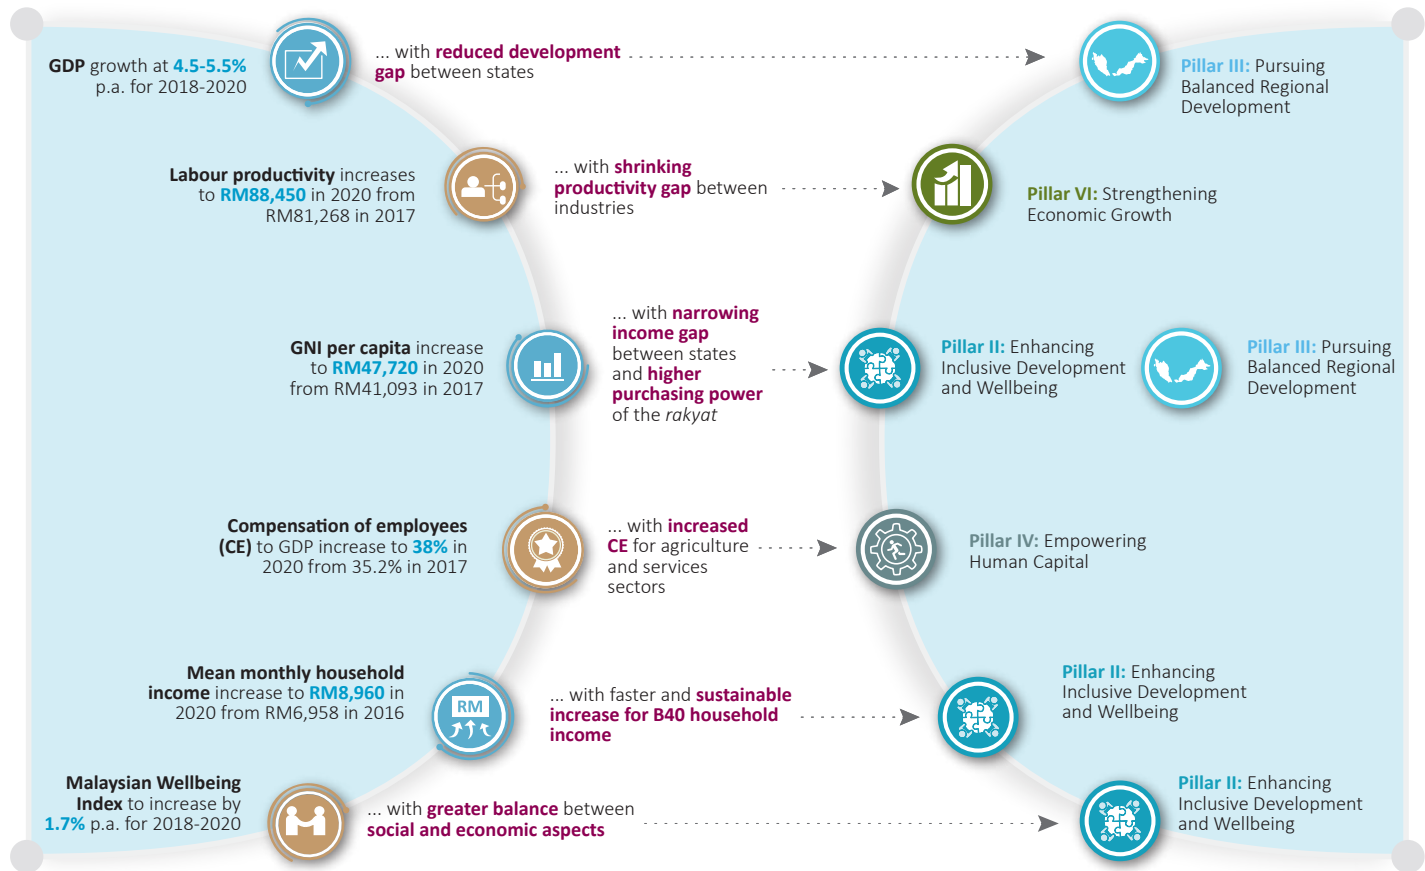 GDP growth at 4.5-5.5%
p.a. for 2018-2020
... with reduced development
gap between states
Pillar III: Pursuing
Balanced Regional
Development
Labour productivity increases
to RM88,450 in 2020 from
RM81,268 in 2017
... with shrinking
productivity gap between
industries
Pillar VI: Strengthening
Economic Growth
GNI per capita increase
to RM47,720 in 2020
from RM41,093 in 2017
... with narrowing
income gap
between states
and higher
purchasing power
of the rakyat
Pillar II: Enhancing
Inclusive Development
and Wellbeing
Pillar III: Pursuing
Balanced Regional
Development
Compensation of employees
(CE) to GDP increase to 38% in
2020 from 35.2% in 2017
... with increased
CE for agriculture
and services
sectors
Pillar IV: Empowering
Human Capital
Mean monthly household
income increase to RM8,960 in
2020 from RM6,958 in 2016
RM
... with faster and sustainable
increase for B40 household
income
Pillar II: Enhancing
Inclusive Development
and Wellbeing
Malaysian Wellbeing
Index to increase by
1.7% p.a. for 2018-2020
... with greater balance between
social and economic aspects
Pillar II: Enhancing
Inclusive Development
and Wellbeing